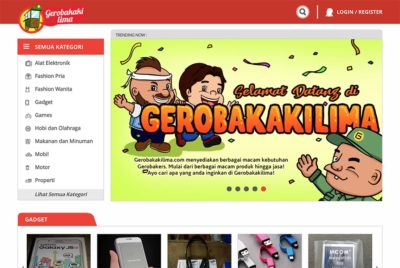 Gerobakaki
lima
LOGIN / REGISTER
SEMUA KATEGORI
Alat Elektronik
Fashion Pria
Fashion Wanita
Gadget
Games
Hobi dan Olahraga
Makanan dan Minuman
Mobil
Motor
Properti
Lihat Semua Kategori
TRENDING NOW :
Selamat Datang di
GEROBAKAKILIMA
Gerobakakilima.com menyediakan berbagai macam kebutuhan
Gerobakers. Mulai dari berbagai macam produk hingga jasa!
Ayo cari apa yang anda inginkan di Gerobakakilima!
G
GADGET